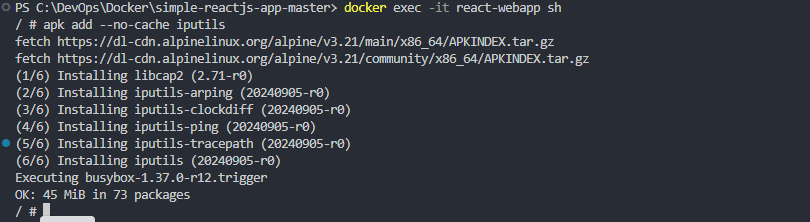 PS C:\DevOps\Docker\simple-reactjs-app-master> docker exec -it react-webapp sh
/ # apk add --no-cache iputils
fetch https://dl-cdn.alpinelinux.org/alpine/v3.21/main/x86_64/APKINDEX.tar.gz
fetch https://dl-cdn.alpinelinux.org/alpine/v3.21/community/x86_64/APKINDEX.tar.gz
(1/6) Installing libcap2 (2.71-r0)
(2/6) Installing iputils-arping (20240905-r0)
(3/6) Installing iputils-clockdiff (20240905-r0)
(4/6) Installing iputils-ping (20240905-r0)
(5/6) Installing iputils-tracepath (20240905-r0)
(6/6) Installing iputils (20240905-r0)
Executing busybox-1.37.0-r12.trigger
OK: 45 MiB in 73 packages
/ #